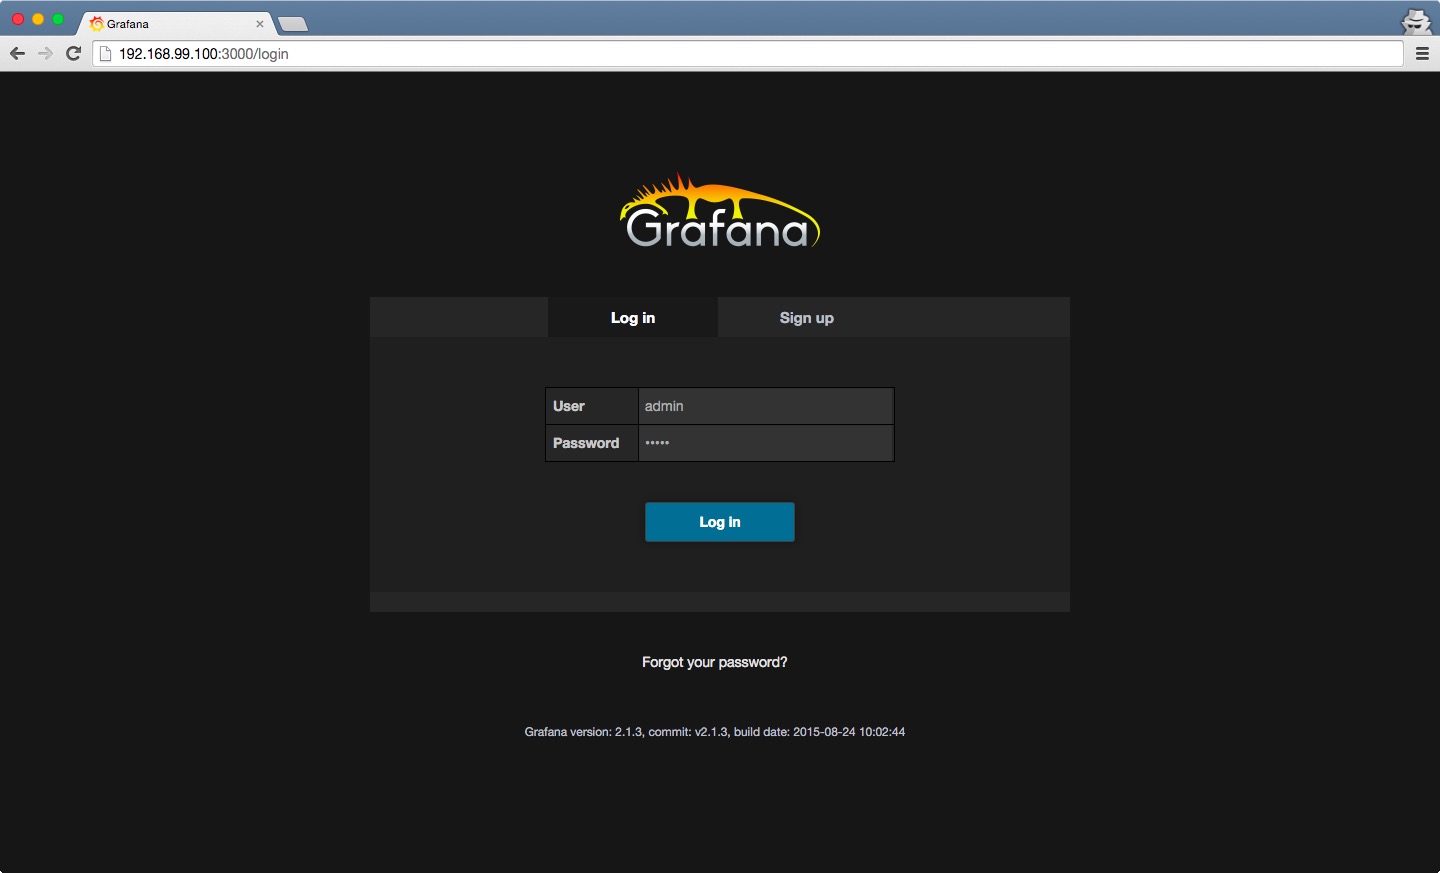 Grafana
192.168.99.100:3000/login
Grafana
Log in
Sign up
User
admin
Password
•••••
Log in
Forgot your password?
Grafana version: 2.1.3, commit: v2.1.3, build date: 2015-08-24 10:02:44